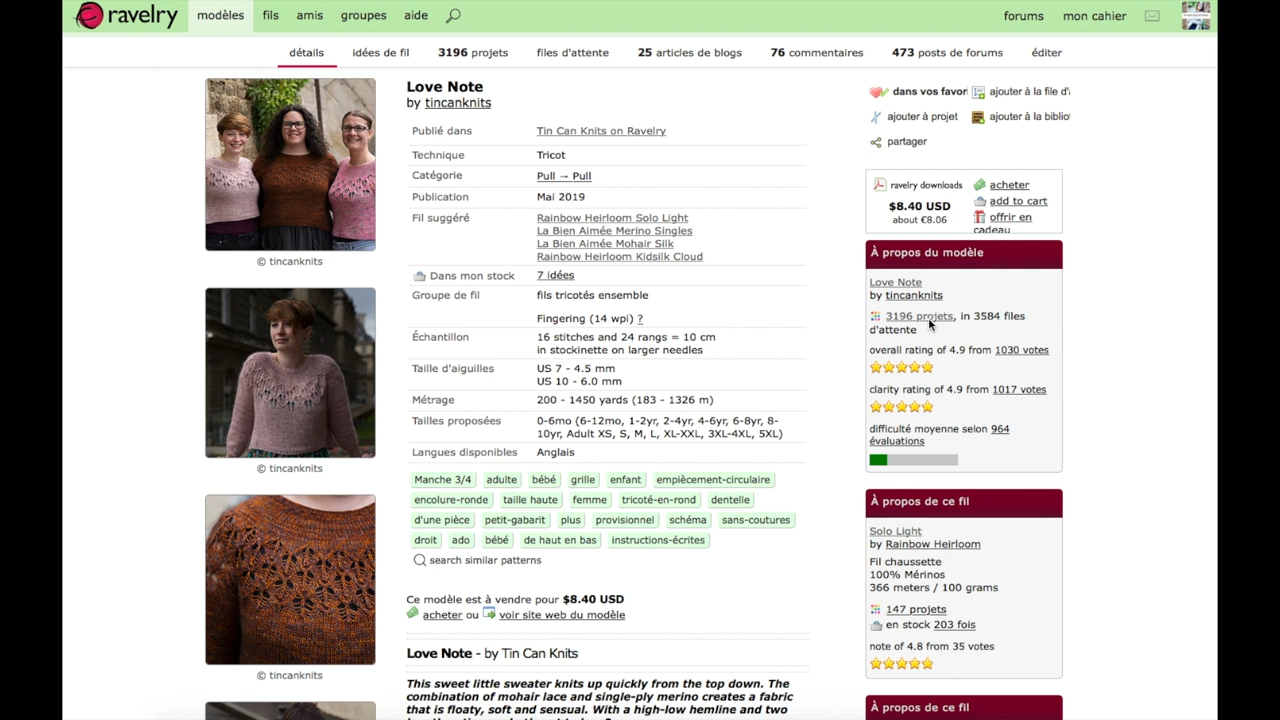 ravelry
modèles fils amis groupes aide
forums mon cahier
détails idées de fil 3196 projets files d'attente 25 articles de blogs 76 commentaires 473 posts de forums éditer
© tincanknits
© tincanknits
© tincanknits
Love Note
by tincanknits
Publié dans Tin Can Knits on Ravelry
Technique Tricot
Catégorie Pull → Pull
Publication Mai 2019
Fil suggéré Rainbow Heirloom Solo Light
La Bien Aimée Merino Singles
La Bien Aimée Mohair Silk
Rainbow Heirloom Kidsilk Cloud
Dans mon stock 7 idées
Groupe de fil fils tricotés ensemble
Fingering (14 wpi) ?
Échantillon 16 stitches and 24 rangs = 10 cm
in stockinette on larger needles
Taille d'aiguilles US 7 - 4.5 mm
US 10 - 6.0 mm
Métrage 200 - 1450 yards (183 - 1326 m)
Tailles proposées 0-6mo (6-12mo, 1-2yr, 2-4yr, 4-6yr, 6-8yr, 8-
10yr, Adult XS, S, M, L, XL-XXL, 3XL-4XL, 5XL)
Langues disponibles Anglais
Manche 3/4 adulte bébé grille enfant empiècement-circulaire
encolure-ronde taille haute femme tricoté-en-rond dentelle
d'une pièce petit-gabarit plus provisionnel schéma sans-coutures
droit ado bébé de haut en bas instructions-écrites
search similar patterns
Ce modèle est à vendre pour $8.40 USD
acheter ou voir site web du modèle
Love Note - by Tin Can Knits
This sweet little sweater knits up quickly from the top down. The
combination of mohair lace and single-ply merino creates a fabric
that is floaty, soft and sensual. With a high-low hemline and two
dans vos favor ajouter à la file d'
ajouter à projet ajouter à la biblio
partager
ravelry downloads
$8.40 USD
about €8.06
acheter
add to cart
offrir en
cadeau
À propos du modèle
Love Note
by tincanknits
3196 projets, in 3584 files
d'attente
overall rating of 4.9 from 1030 votes
clarity rating of 4.9 from 1017 votes
difficulté moyenne selon 964
évaluations
À propos de ce fil
Solo Light
by Rainbow Heirloom
Fil chaussette
100% Mérinos
366 meters / 100 grams
147 projets
en stock 203 fois
note of 4.8 from 35 votes
À propos de ce fil